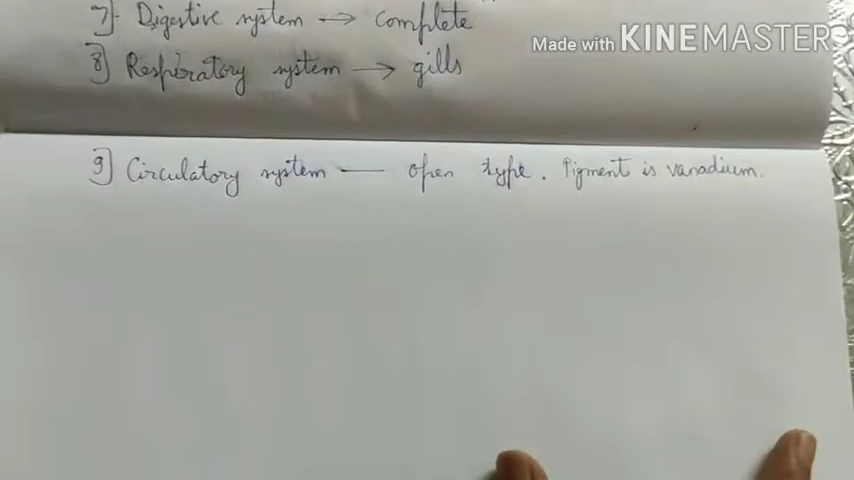 7] Digestive system → complete
Made with KINEMASTER
8] Respiratory system → gills
9] Circulatory system — open type. Pigment is vanadium.